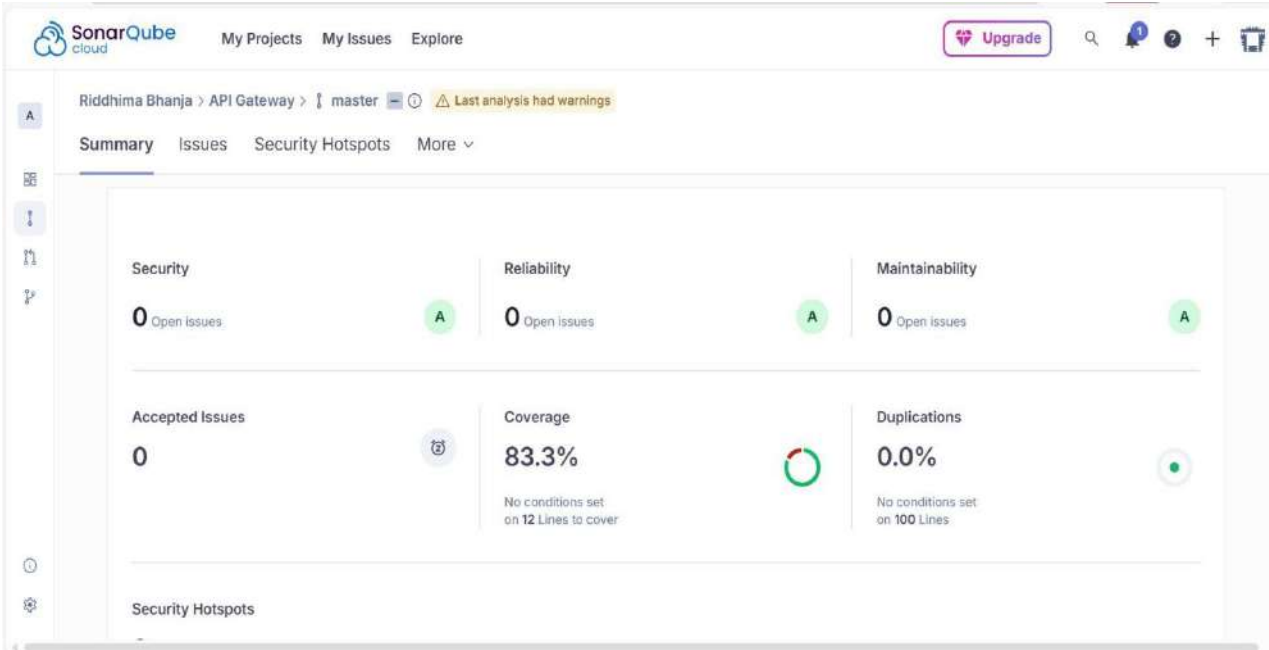 SonarQube
cloud
My Projects My Issues Explore
Upgrade
1
?
A
Riddhima Bhanja > API Gateway > master
Last analysis had warnings
Summary Issues Security Hotspots More
Security
0 Open issues
A
Reliability
0 Open issues
A
Maintainability
0 Open issues
A
Accepted Issues
0
Coverage
83.3%
No conditions set
on 12 Lines to cover
Duplications
0.0%
No conditions set
on 100 Lines
Security Hotspots